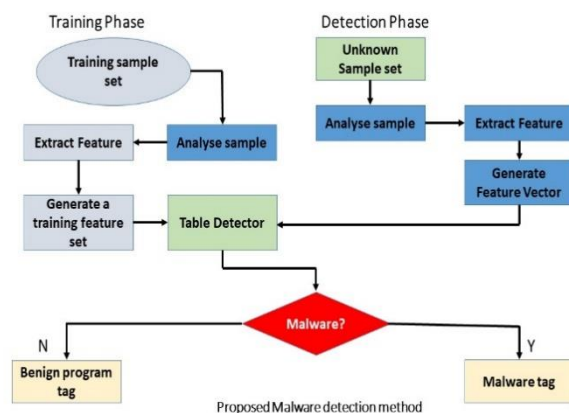 Training Phase
Detection Phase
Training sample
set
Unknown
Sample set
Extract Feature
Analyse sample
Analyse sample
Extract Feature
Generate a
training feature
set
Table Detector
Generate
Feature Vector
Malware?
N
Y
Benign program
tag
Malware tag
Proposed Malware detection method